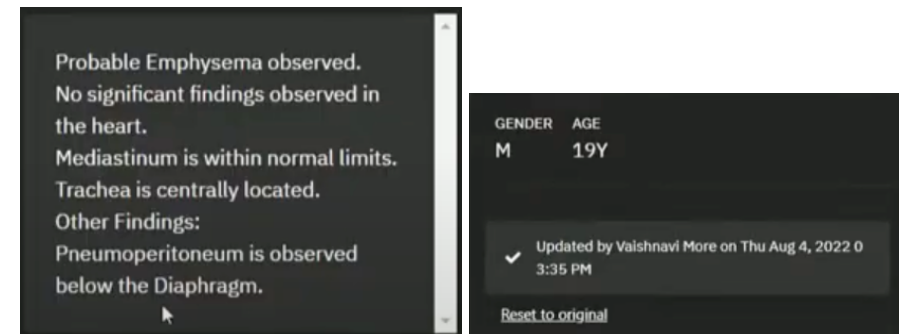 Probable Emphysema observed.
No significant findings observed in
the heart.
Mediastinum is within normal limits.
Trachea is centrally located.
Other Findings:
Pneumoperitoneum is observed
below the Diaphragm.
GENDER AGE
M 19Y
Updated by Vaishnavi More on Thu Aug 4, 2022 0
3:35 PM
Reset to original